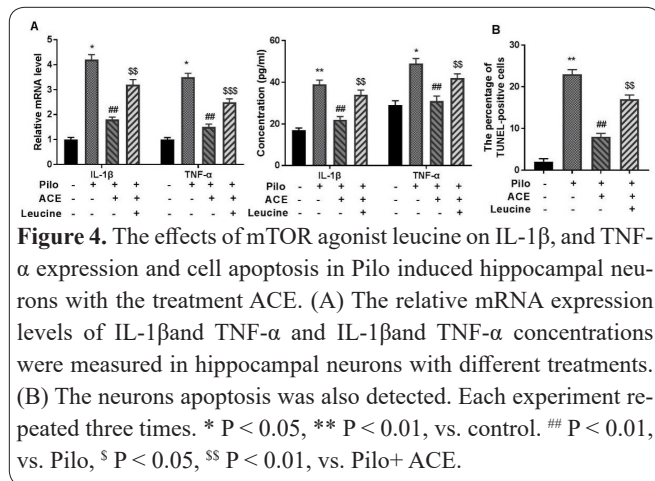 A
B
Relative mRNA level
5
4
3
2
1
0
*
##
$$
*
##
$$$
IL-1β
TNF-α
Concentration (pg/ml)
60
40
20
0
**
##
$$
*
##
$$
IL-1β
TNF-α
The percentage of
TUNEL-positive cells
30
20
10
0
**
##
$$
Pilo - + + + - + + +
ACE - - + + - - + +
Leucine - - - + - - - +
- + + + - + + +
- - + + - - + +
- - - + - - - +
Pilo - + + +
ACE - - + +
Leucine - - - +
Figure 4. The effects of mTOR agonist leucine on IL-1β, and TNF-
α expression and cell apoptosis in Pilo induced hippocampal neu-
rons with the treatment ACE. (A) The relative mRNA expression
levels of IL-1βand TNF-α and IL-1βand TNF-α concentrations
were measured in hippocampal neurons with different treatments.
(B) The neurons apoptosis was also detected. Each experiment re-
peated three times. * P < 0.05, ** P < 0.01, vs. control. ## P < 0.01,
vs. Pilo, $ P < 0.05, $$ P < 0.01, vs. Pilo+ ACE.